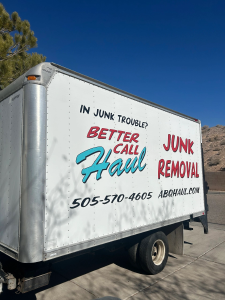 IN JUNK TROUBLE?
BETTER
CALL
Haul
505-570-4605
JUNK
REMOVAL
ABQHAUL.COM